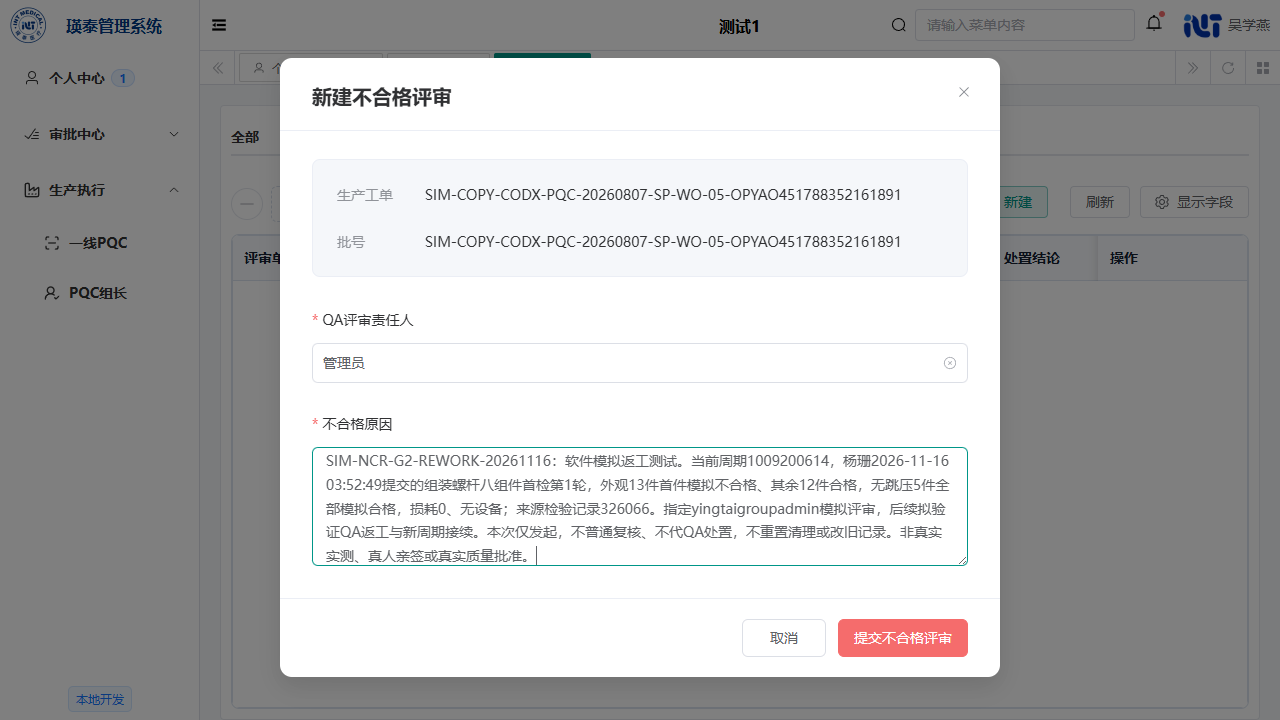 瑛泰管理系统
测试1
请输入菜单内容
吴学燕
个人中心 1
审批中心
生产执行
一线PQC
PQC组长
本地开发
全部
新建
刷新
显示字段
处置结论
操作
新建不合格评审
生产工单 SIM-COPY-CODX-PQC-20260807-SP-WO-05-OPYAO451788352161891
批号 SIM-COPY-CODX-PQC-20260807-SP-WO-05-OPYAO451788352161891
* QA评审责任人
管理员
* 不合格原因
SIM-NCR-G2-REWORK-20261116：软件模拟返工测试。当前周期1009200614，杨珊2026-11-16
03:52:49提交的组装螺杆八组件首检第1轮，外观13件首件模拟不合格、其余12件合格，无跳压5件全
部模拟合格，损耗0、无设备；来源检验记录326066。指定yingtaigroupadmin模拟评审，后续拟验
证QA返工与新周期接续。本次仅发起，不普通复核、不代QA处置，不重置清理或改旧记录。非真实
实测、真人亲签或真实质量批准。
取消
提交不合格评审